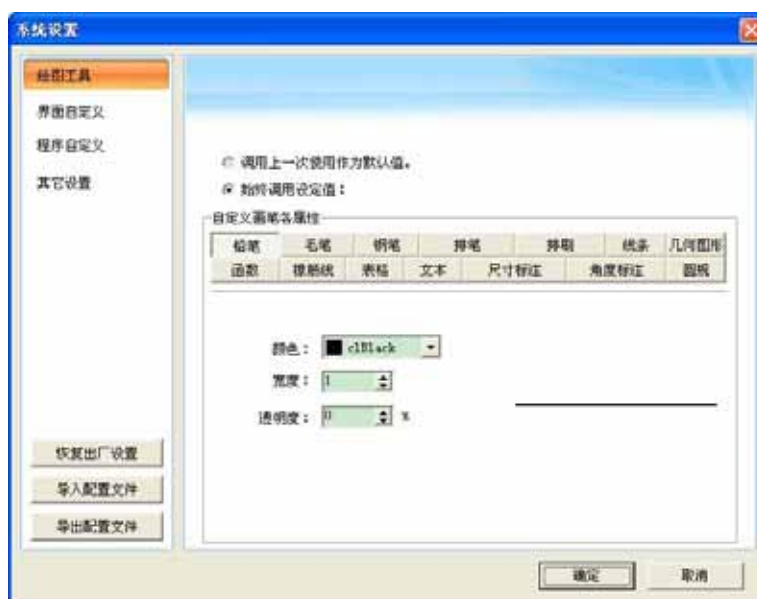 系统设置
绘图工具
界面自定义
程序自定义
其它设置
调用上一次使用作为默认值。
始终调用设定值：
自定义画笔各属性
铅笔 毛笔 钢笔 排笔 排刷 线条 几何图形
函数 橡筋线 表格 文本 尺寸标注 角度标注 圆规
颜色： clBlack
宽度： 1
透明度： 0 %
恢复出厂设置
导入配置文件
导出配置文件
确定 取消